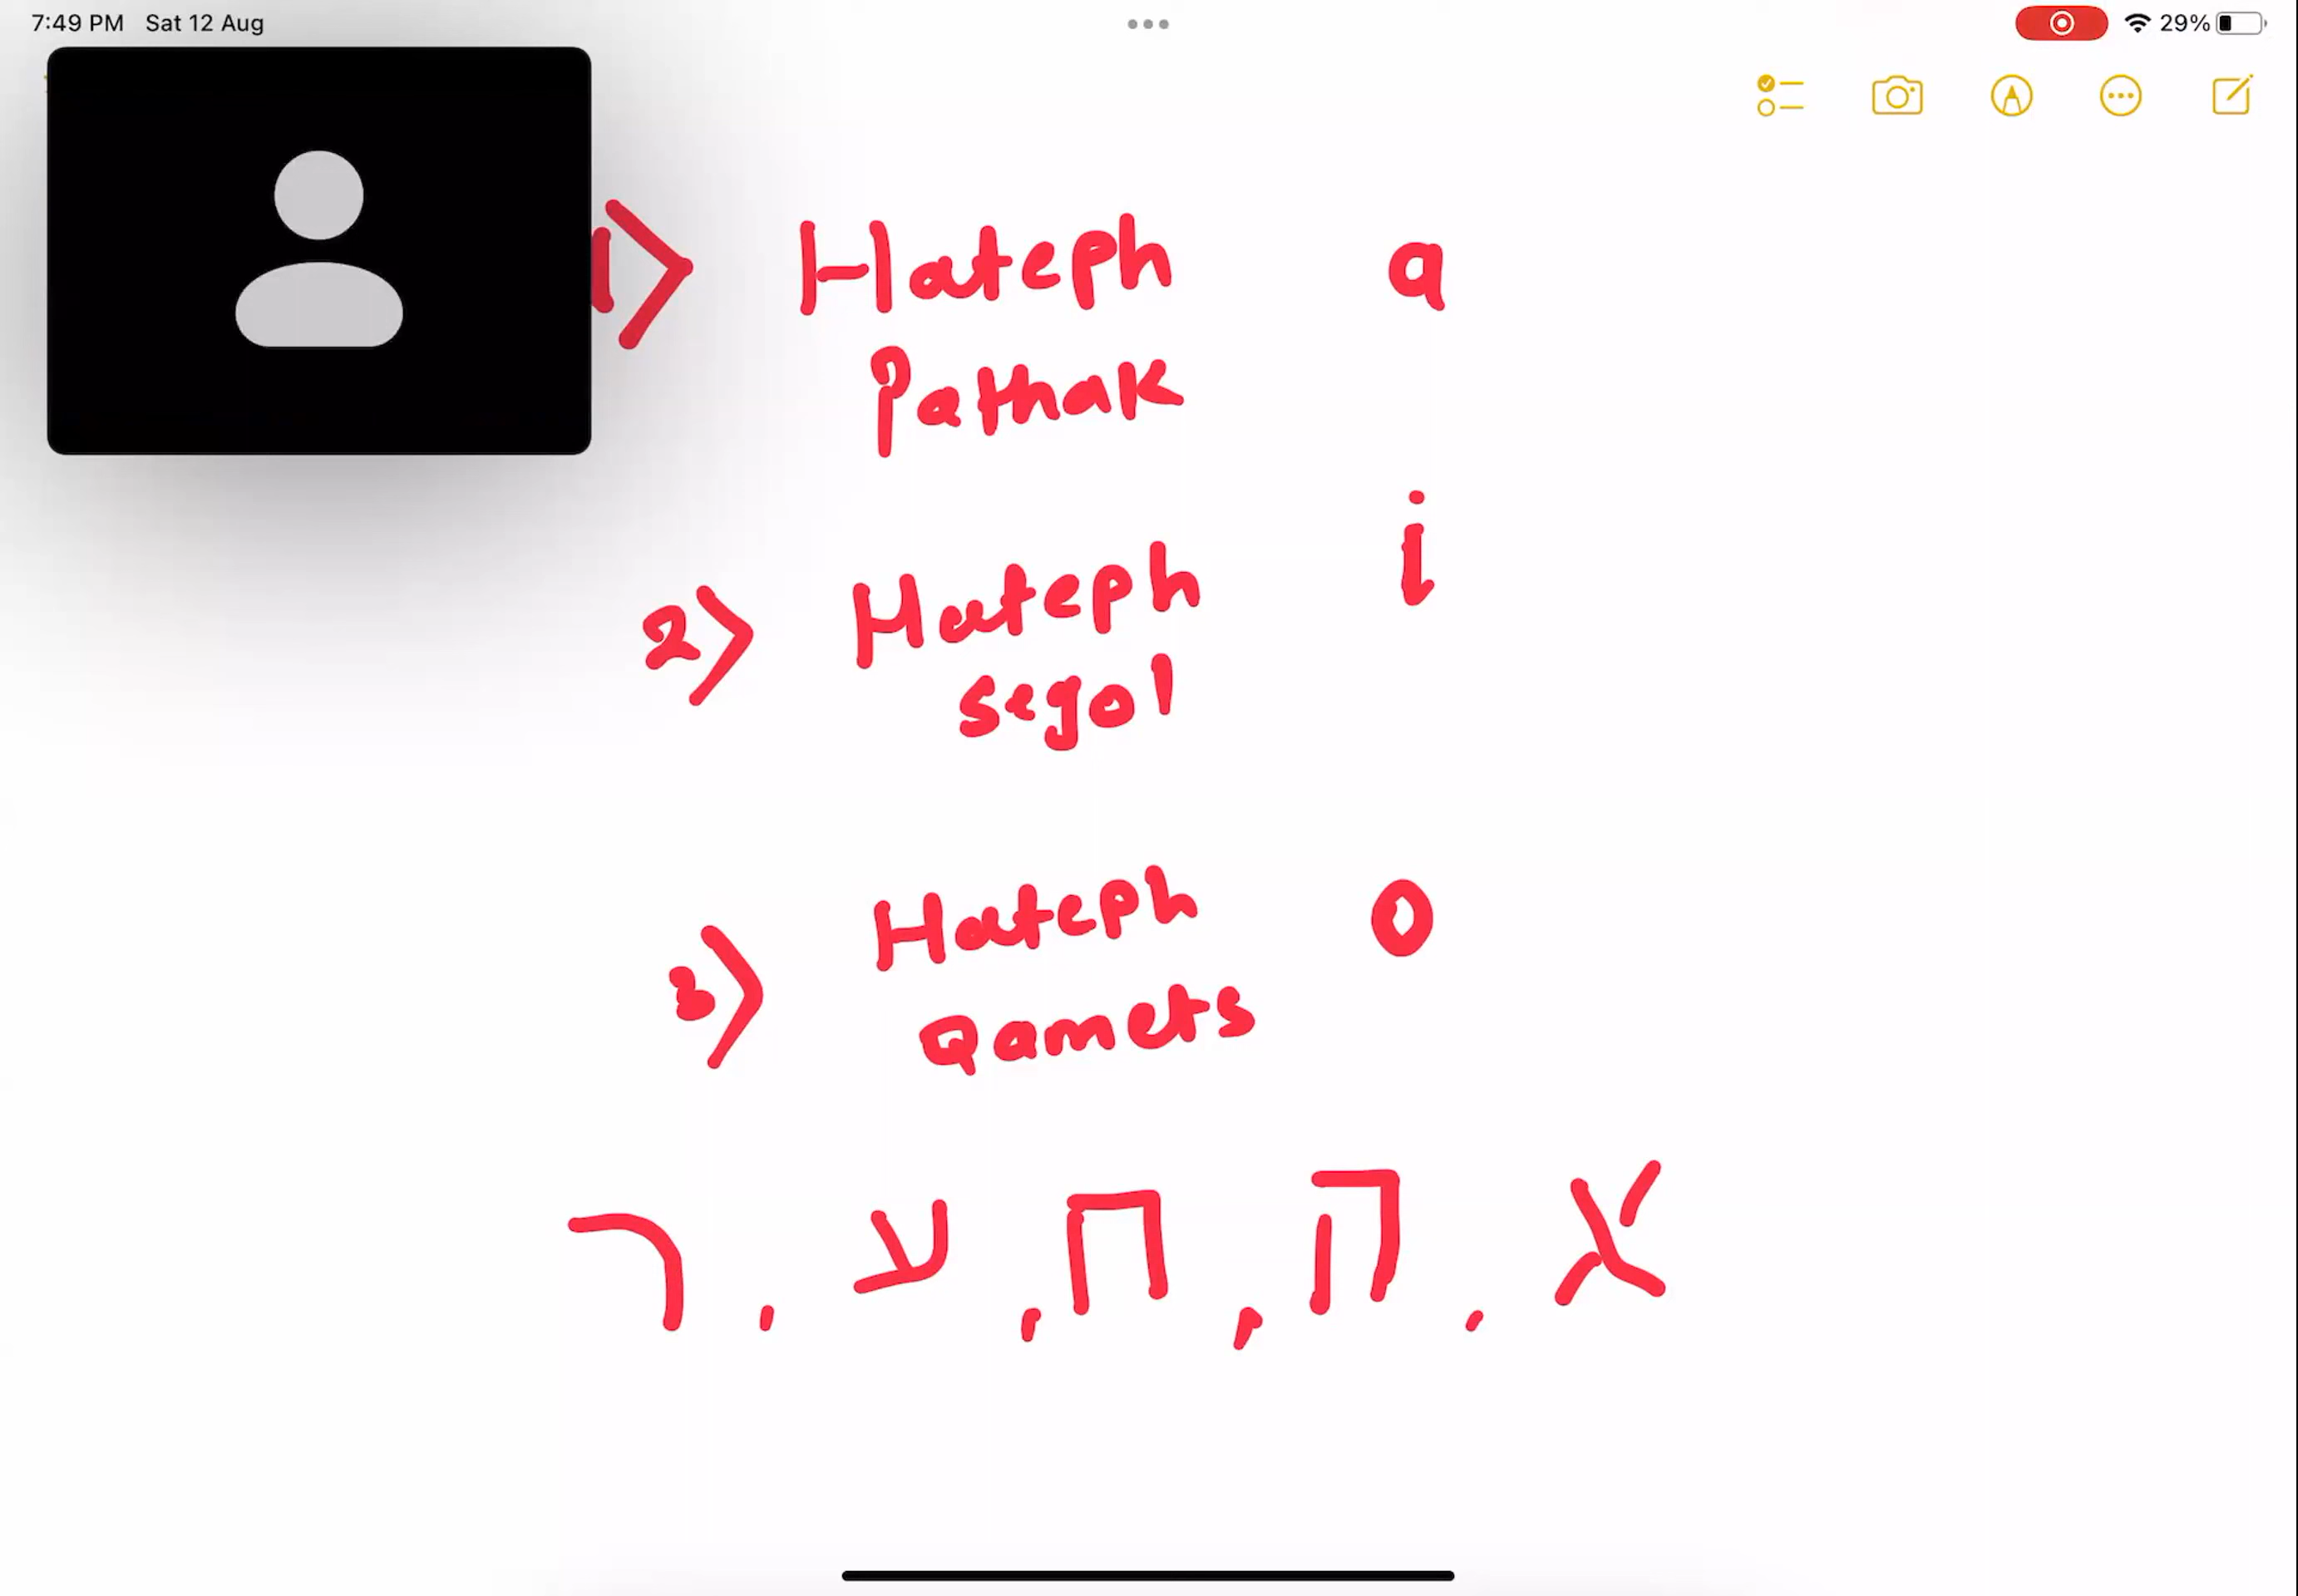 7:49 PM Sat 12 Aug
29%
1> Hateph a
Pathak
2> Hateph i
segol
3> Hateph o
Qamets
א , ה , ח , ע , ר